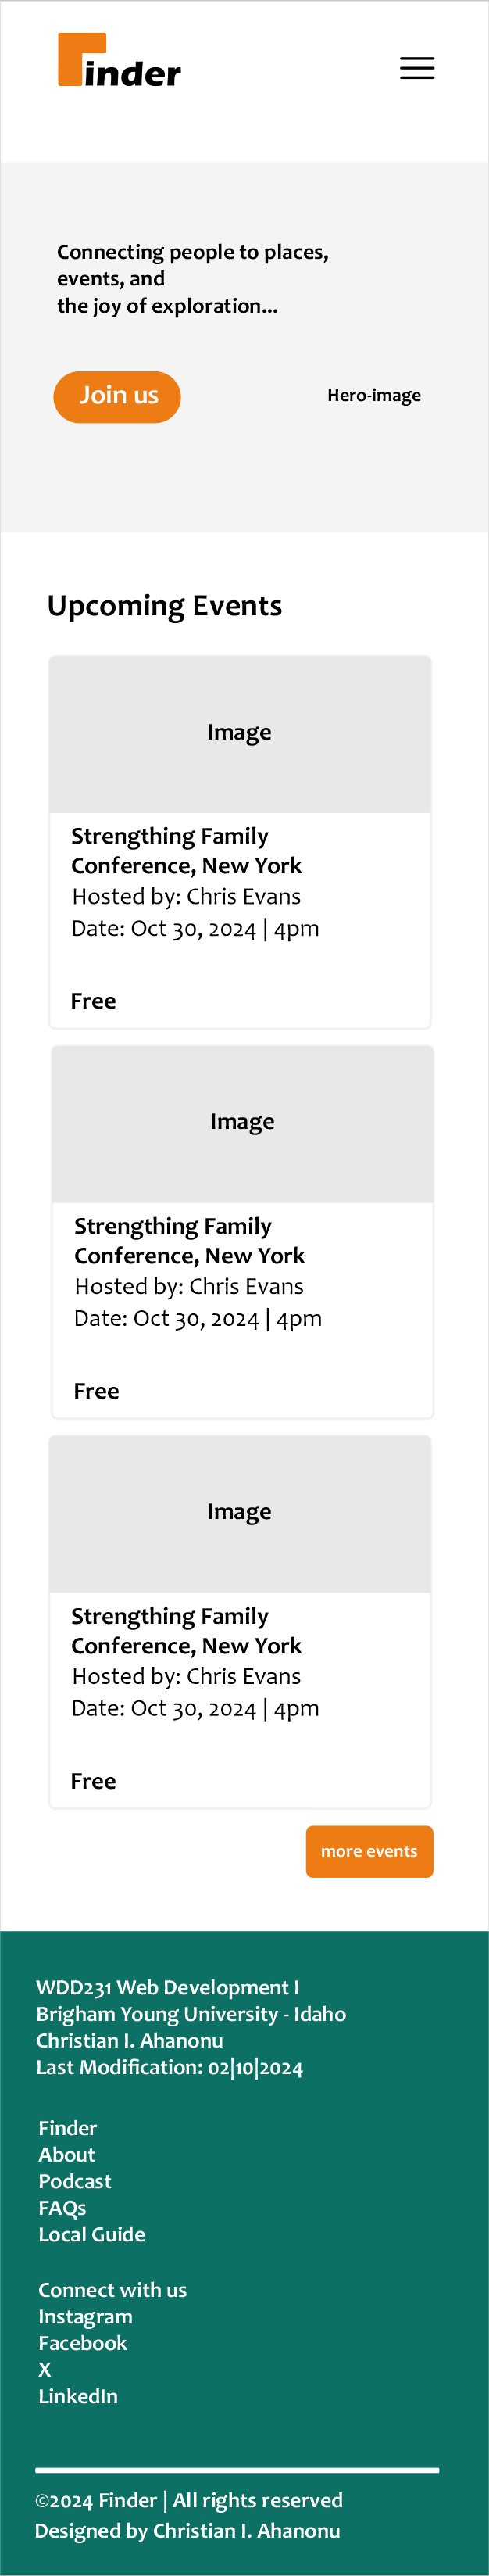 Finder
Connecting people to places,
events, and
the joy of exploration...
Join us
Hero-image
Upcoming Events
Image
Strengthing Family
Conference, New York
Hosted by: Chris Evans
Date: Oct 30, 2024 | 4pm
Free
Image
Strengthing Family
Conference, New York
Hosted by: Chris Evans
Date: Oct 30, 2024 | 4pm
Free
Image
Strengthing Family
Conference, New York
Hosted by: Chris Evans
Date: Oct 30, 2024 | 4pm
Free
more events
WDD231 Web Development I
Brigham Young University - Idaho
Christian I. Ahanonu
Last Modification: 02|10|2024
Finder
About
Podcast
FAQs
Local Guide
Connect with us
Instagram
Facebook
X
LinkedIn
©2024 Finder | All rights reserved
Designed by Christian I. Ahanonu